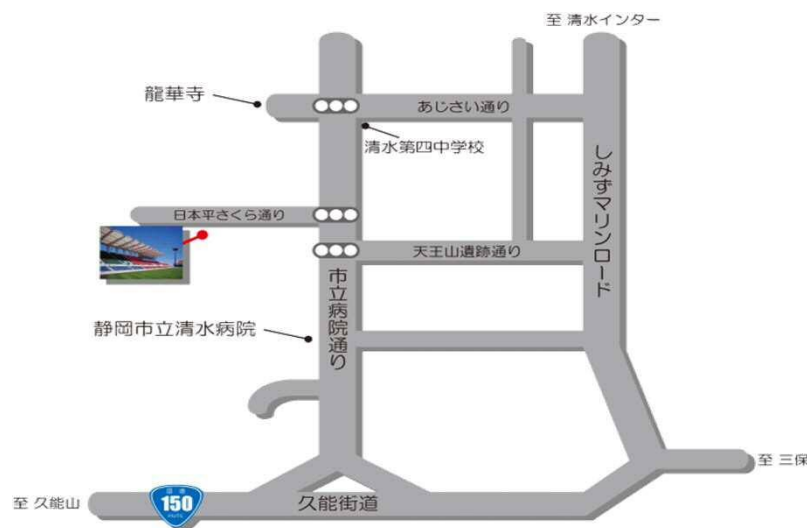 至 清水インター
龍華寺
あじさい通り
清水第四中学校
しみずマリンロード
日本平さくら通り
天王山遺跡通り
市立病院通り
静岡市立清水病院
至 三保
至 久能山
150
久能街道